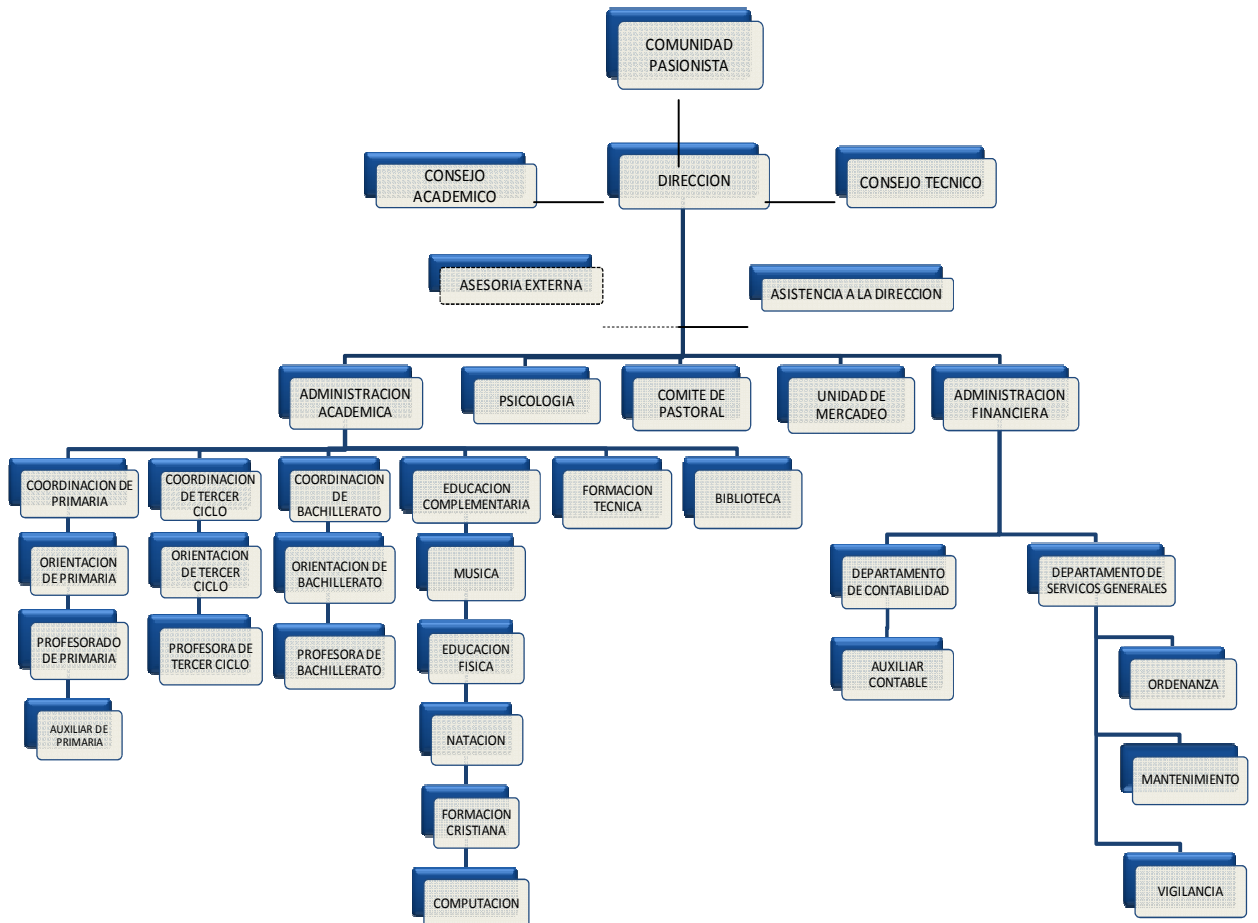 COMUNIDAD
PASIONISTA
CONSEJO
ACADEMICO
DIRECCION
CONSEJO TECNICO
ASESORIA EXTERNA
ASISTENCIA A LA DIRECCION
ADMINISTRACION
ACADEMICA
PSICOLOGIA
COMITE DE
PASTORAL
UNIDAD DE
MERCADEO
ADMINISTRACION
FINANCIERA
COORDINACION DE
PRIMARIA
COORDINACION
DE TERCER
CICLO
COORDINACION
DE
BACHILLERATO
EDUCACION
COMPLEMENTARIA
FORMACION
TECNICA
BIBLIOTECA
ORIENTACION
DE PRIMARIA
ORIENTACION
DE TERCER
CICLO
ORIENTACION DE
BACHILLERATO
MUSICA
DEPARTAMENTO
DE CONTABILIDAD
DEPARTAMENTO DE
SERVICOS GENERALES
PROFESORADO
DE PRIMARIA
PROFESORA DE
TERCER CICLO
PROFESORA DE
BACHILLERATO
EDUCACION
FISICA
AUXILIAR
CONTABLE
ORDENANZA
AUXILIAR DE
PRIMARIA
NATACION
MANTENIMIENTO
FORMACION
CRISTIANA
COMPUTACION
VIGILANCIA